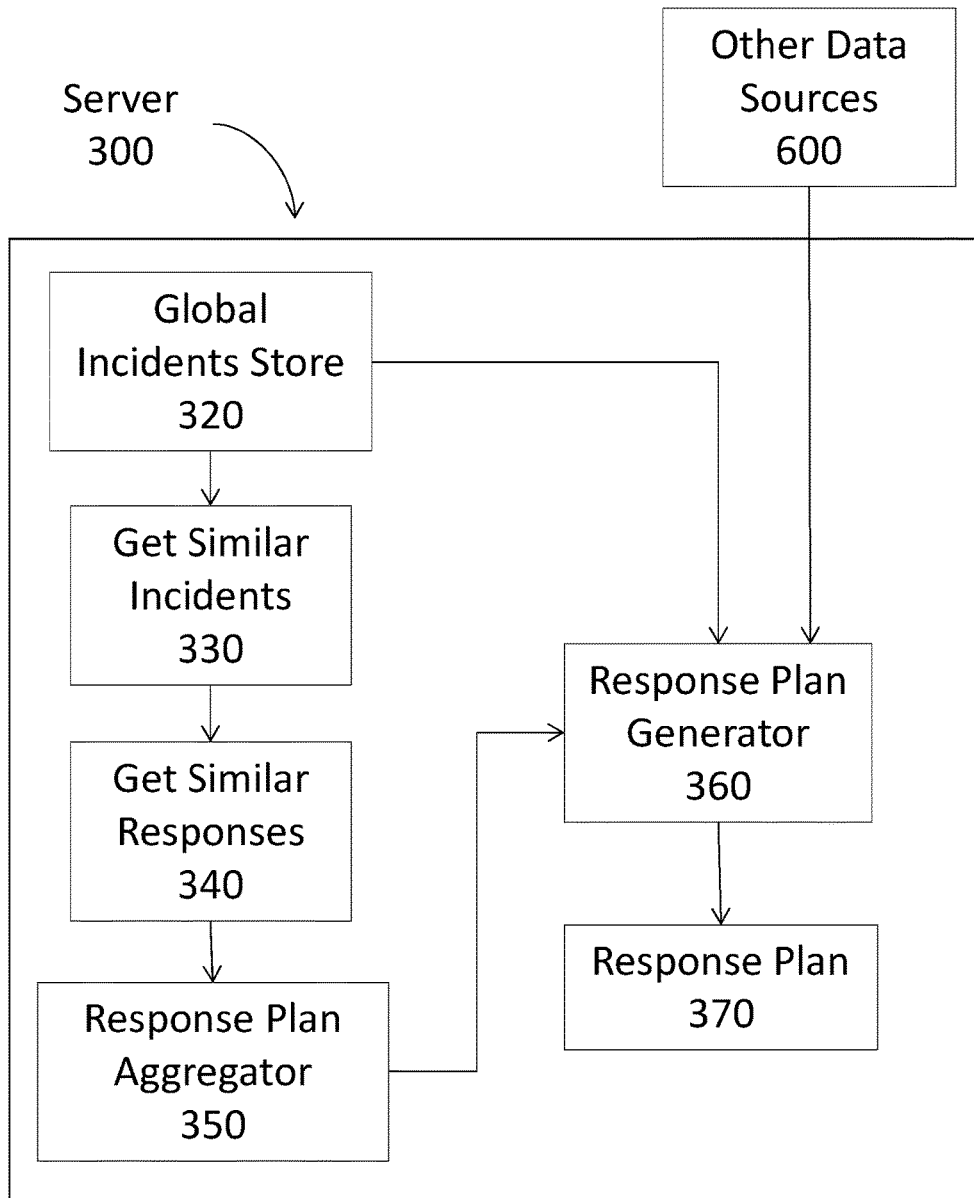 Other Data
Sources
600
Server
300
Global
Incidents Store
320
Get Similar
Incidents
330
Get Similar
Responses
340
Response Plan
Aggregator
350
Response Plan
Generator
360
Response Plan
370